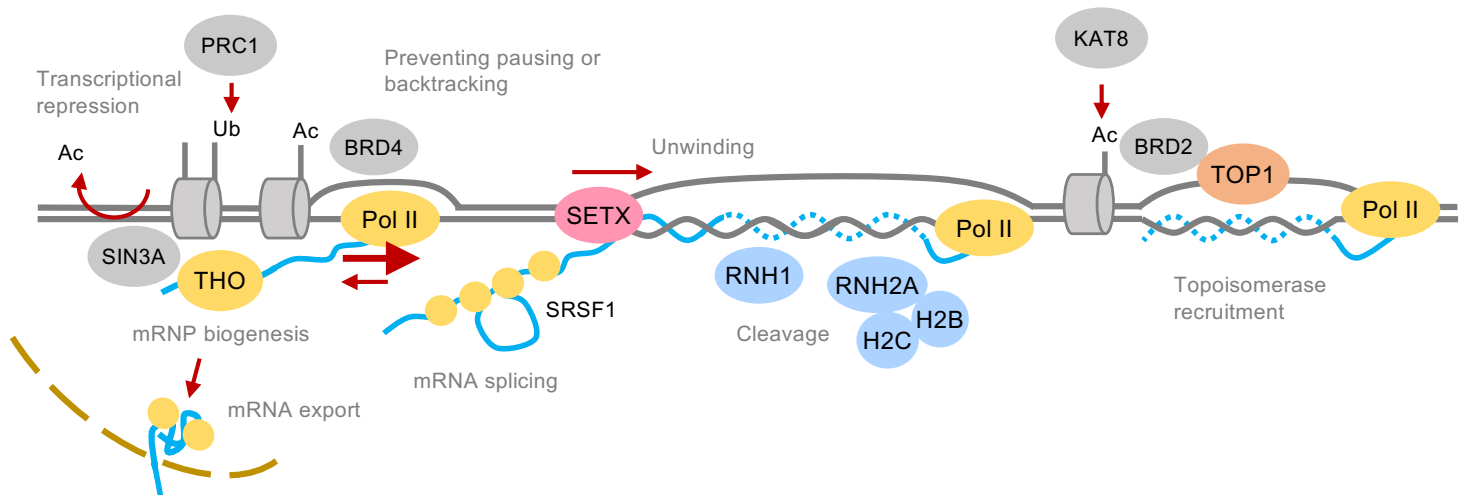 PRC1
KAT8
Transcriptional
repression
Preventing pausing or
backtracking
Ub
Ac
Ac
Ac
BRD4
BRD2
Unwinding
TOP1
SETX
Pol II
Pol II
Pol II
SIN3A
THO
RNH1
RNH2A
H2B
H2C
SRSF1
Cleavage
Topoisomerase
recruitment
mRNP biogenesis
mRNA splicing
mRNA export